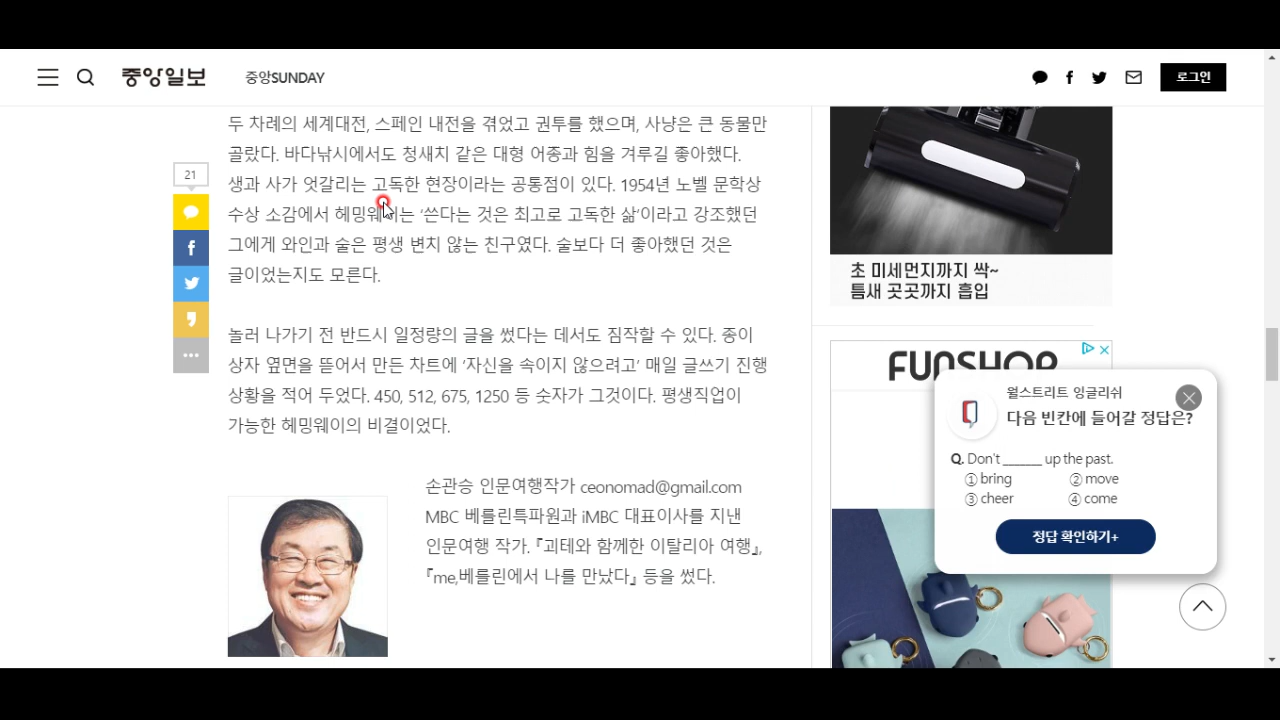 중앙일보
중앙SUNDAY
로그인
두 차례의 세계대전, 스페인 내전을 겪었고 권투를 했으며, 사냥은 큰 동물만
골랐다. 바다낚시에서도 청새치 같은 대형 어종과 힘을 겨루길 좋아했다.
생과 사가 엇갈리는 고독한 현장이라는 공통점이 있다. 1954년 노벨 문학상
수상 소감에서 헤밍웨이는 ‘쓴다는 것은 최고로 고독한 삶’이라고 강조했던
그에게 와인과 술은 평생 변치 않는 친구였다. 술보다 더 좋아했던 것은
글이었는지도 모른다.
놀러 나가기 전 반드시 일정량의 글을 썼다는 데서도 짐작할 수 있다. 종이
상자 옆면을 뜯어서 만든 차트에 ‘자신을 속이지 않으려고’ 매일 글쓰기 진행
상황을 적어 두었다. 450, 512, 675, 1250 등 숫자가 그것이다. 평생직업이
가능한 헤밍웨이의 비결이었다.
손관승 인문여행작가 ceonomad@gmail.com
MBC 베를린특파원과 iMBC 대표이사를 지낸
인문여행 작가. 『괴테와 함께한 이탈리아 여행』,
『me,베를린에서 나를 만났다』 등을 썼다.
21
초 미세먼지까지 싹~
틈새 곳곳까지 흡입
FUNSHOP
월스트리트 잉글리쉬
다음 빈칸에 들어갈 정답은?
Q. Don't ______ up the past.
① bring ② move
③ cheer ④ come
정답 확인하기+